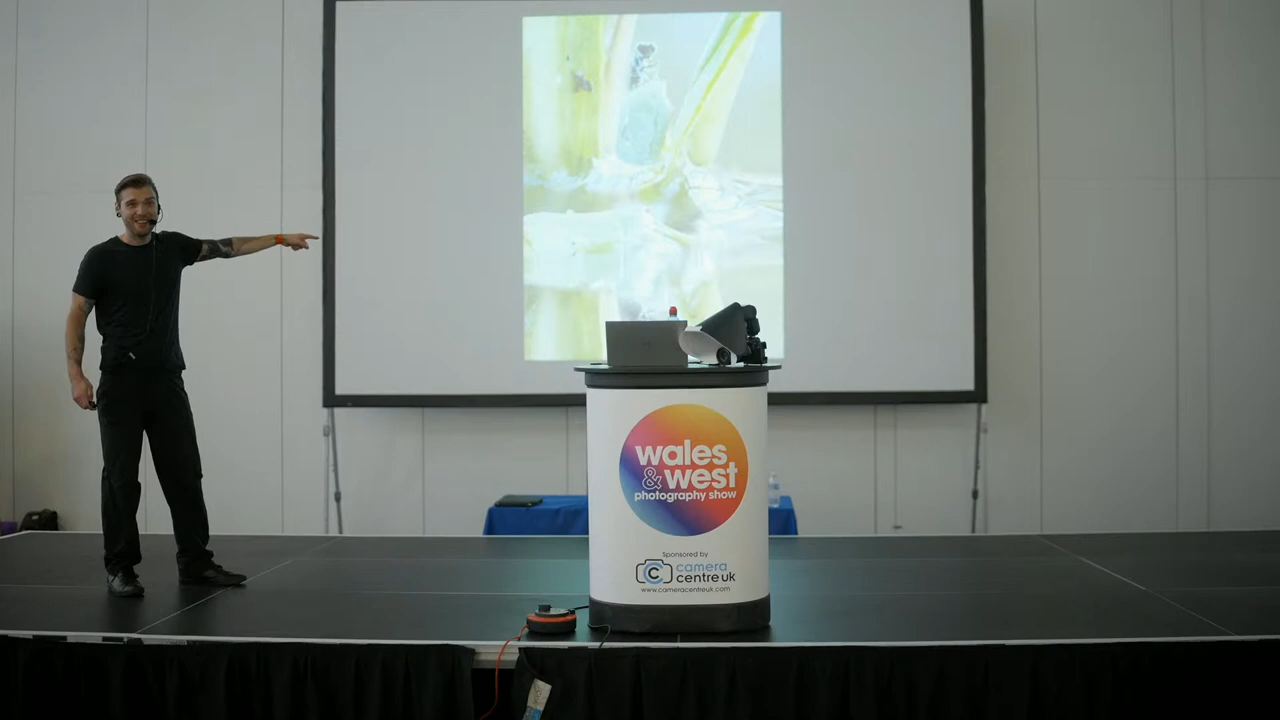 wales
& west
photography show
Sponsored by
camera
centre uk
www.cameracentreuk.com